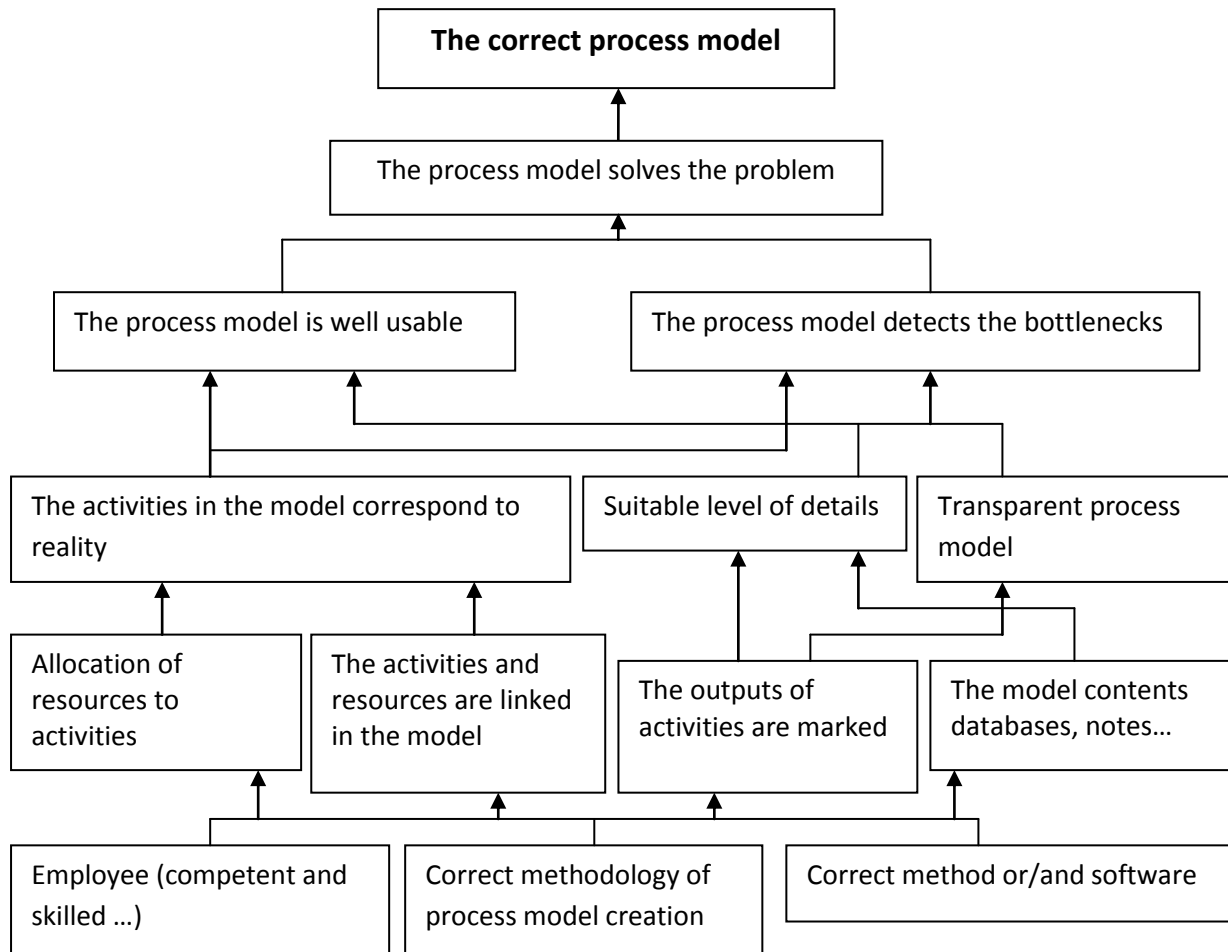 The correct process model
The process model solves the problem
The process model is well usable
The process model detects the bottlenecks
The activities in the model correspond to
reality
Suitable level of details
Transparent process
model
Allocation of
resources to
activities
The activities and
resources are linked
in the model
The outputs of
activities are marked
The model contents
databases, notes…
Employee (competent and
skilled …)
Correct methodology of
process model creation
Correct method or/and software